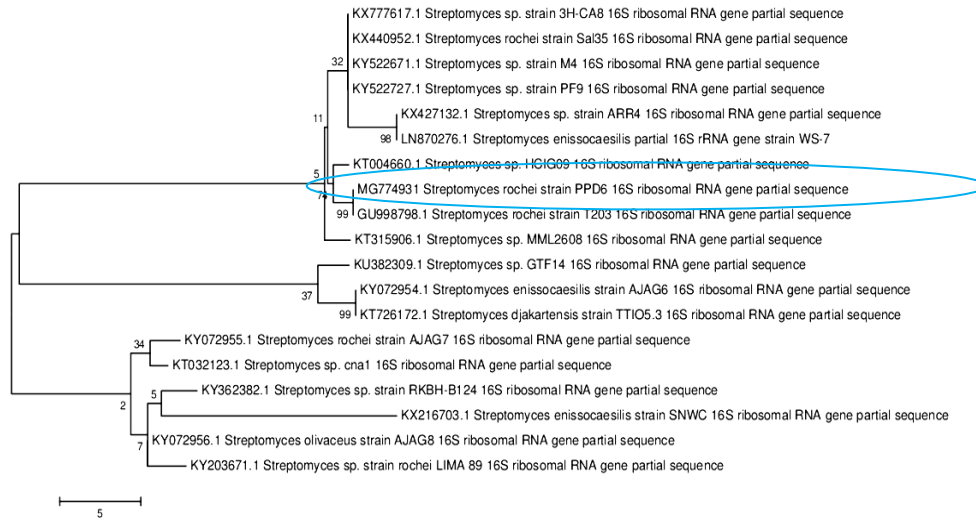 KX777617.1 Streptomyces sp. strain 3H-CA8 16S ribosomal RNA gene partial sequence
KX440952.1 Streptomyces rochei strain Sal35 16S ribosomal RNA gene partial sequence
32
KY522671.1 Streptomyces sp. strain M4 16S ribosomal RNA gene partial sequence
KY522727.1 Streptomyces sp. strain PF9 16S ribosomal RNA gene partial sequence
11
KX427132.1 Streptomyces sp. strain ARR4 16S ribosomal RNA gene partial sequence
98
LN870276.1 Streptomyces enissocaesilis partial 16S rRNA gene strain WS-7
KT004660.1 Streptomyces sp. HCIG09 16S ribosomal RNA gene partial sequence
5
MG774931 Streptomyces rochei strain PPD6 16S ribosomal RNA gene partial sequence
99
GU998798.1 Streptomyces rochei strain T203 16S ribosomal RNA gene partial sequence
KT315906.1 Streptomyces sp. MML2608 16S ribosomal RNA gene partial sequence
KU382309.1 Streptomyces sp. GTF14 16S ribosomal RNA gene partial sequence
37
KY072954.1 Streptomyces enissocaesilis strain AJAG6 16S ribosomal RNA gene partial sequence
99
KT726172.1 Streptomyces djakartensis strain TTIO5.3 16S ribosomal RNA gene partial sequence
34
KY072955.1 Streptomyces rochei strain AJAG7 16S ribosomal RNA gene partial sequence
KT032123.1 Streptomyces sp. cna1 16S ribosomal RNA gene partial sequence
5
KY362382.1 Streptomyces sp. strain RKBH-B124 16S ribosomal RNA gene partial sequence
2
KX216703.1 Streptomyces enissocaesilis strain SNWC 16S ribosomal RNA gene partial sequence
7
KY072956.1 Streptomyces olivaceus strain AJAG8 16S ribosomal RNA gene partial sequence
KY203671.1 Streptomyces sp. strain rochei LIMA 89 16S ribosomal RNA gene partial sequence
5